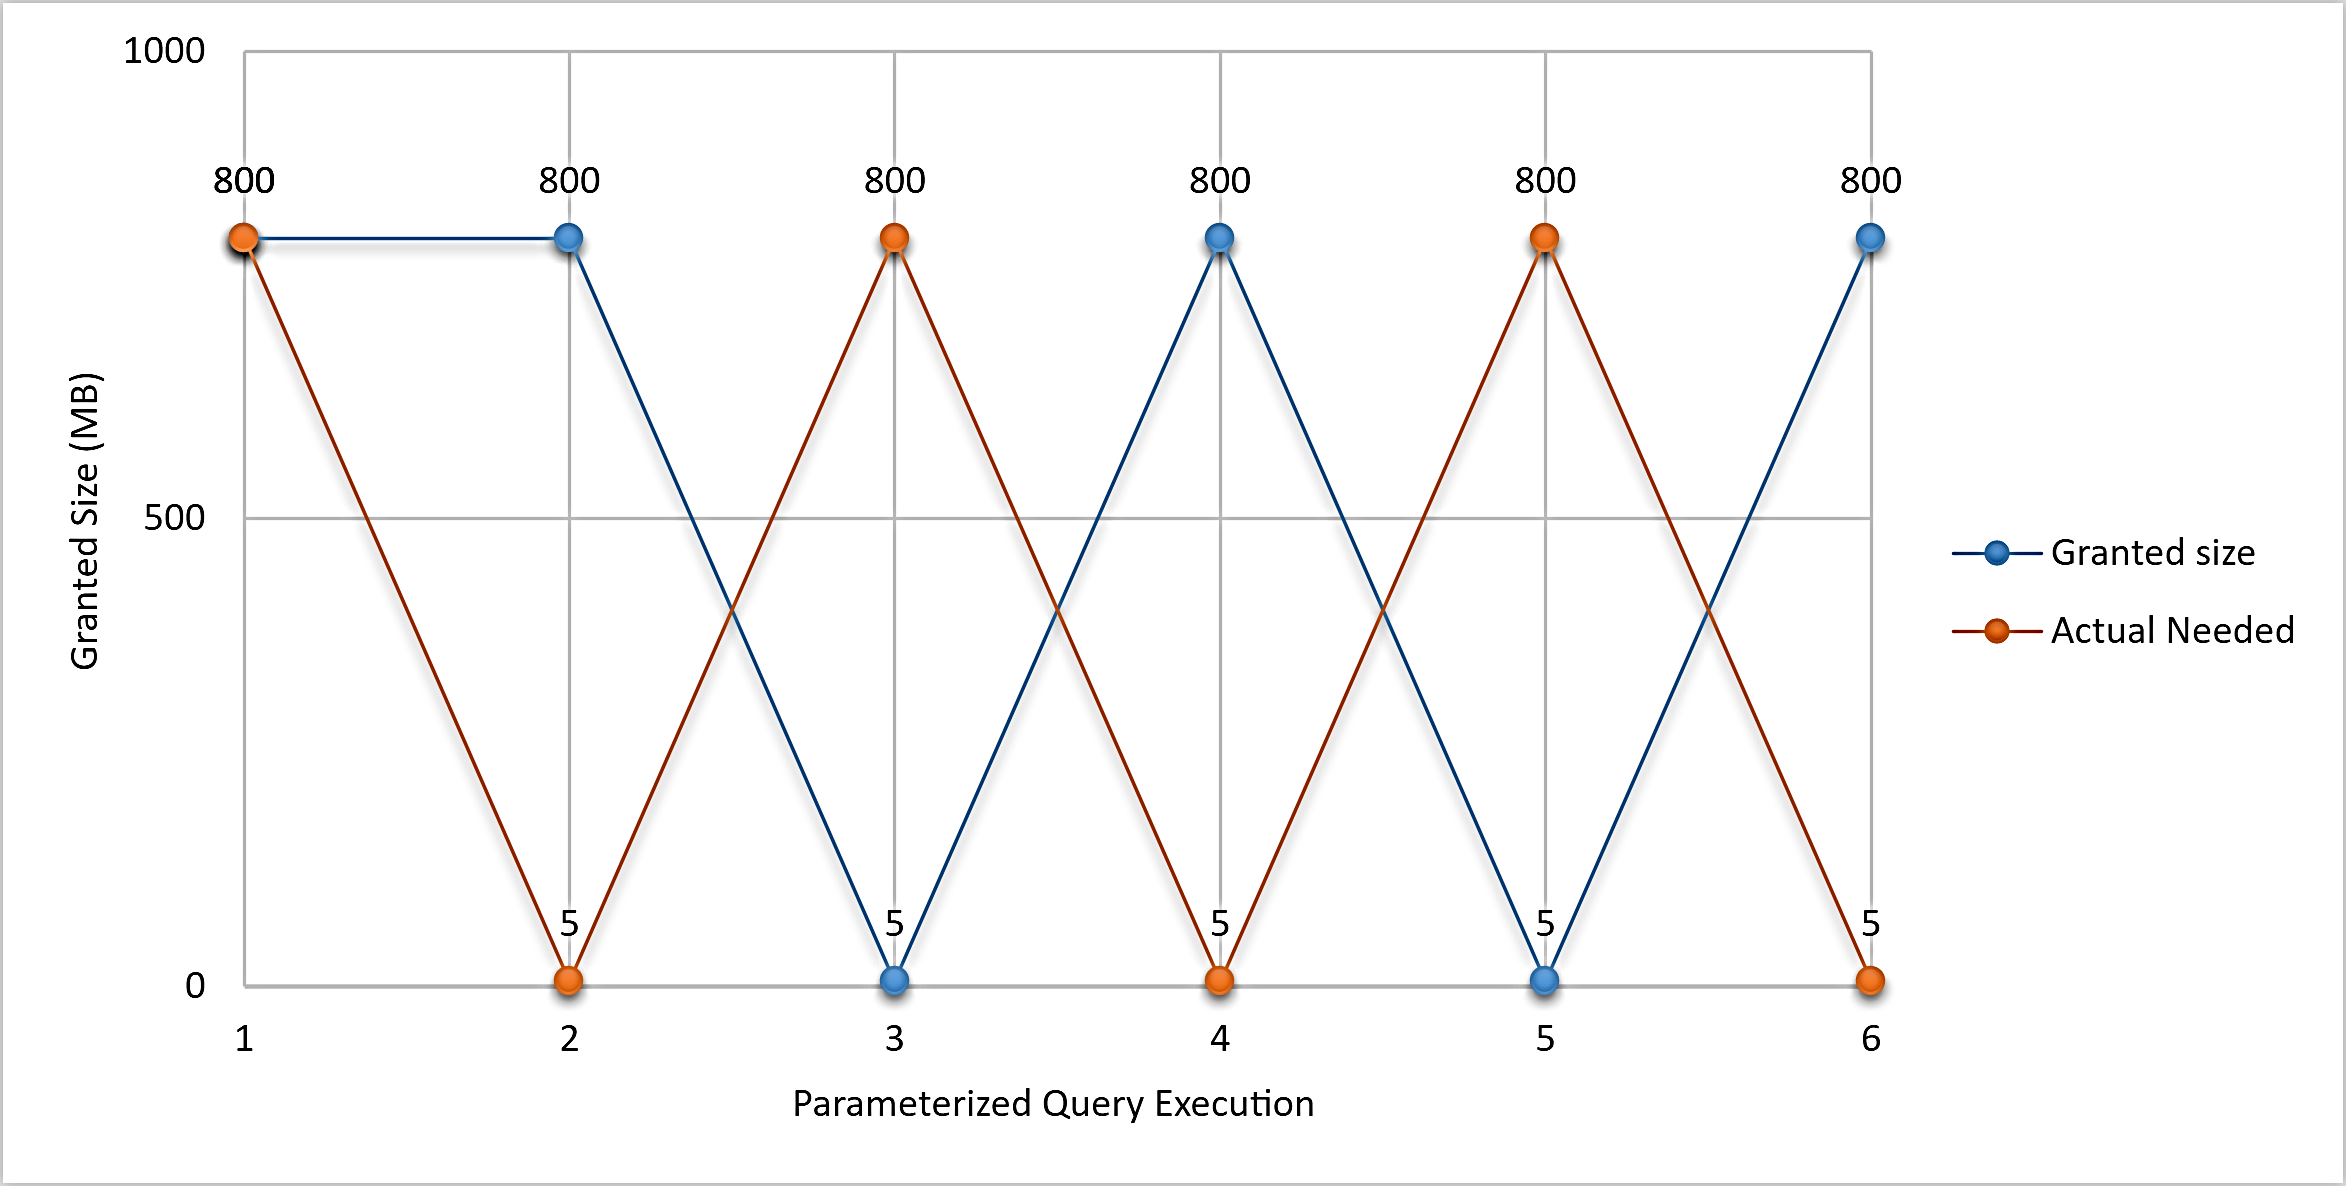 1000
800 800 800 800 800 800
Granted Size (MB)
500
Granted size
Actual Needed
5 5 5 5 5
0
1 2 3 4 5 6
Parameterized Query Execution